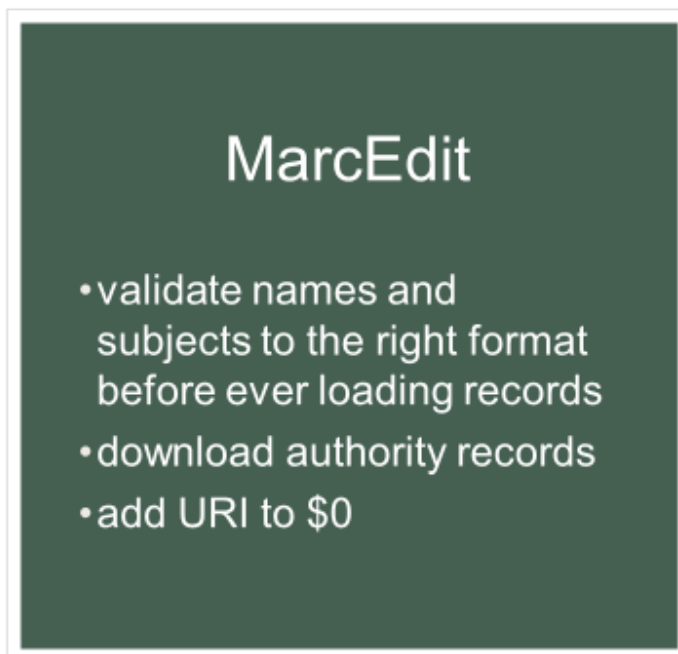 MarcEdit
•validate names and
subjects to the right format
before ever loading records
•download authority records
•add URI to $0